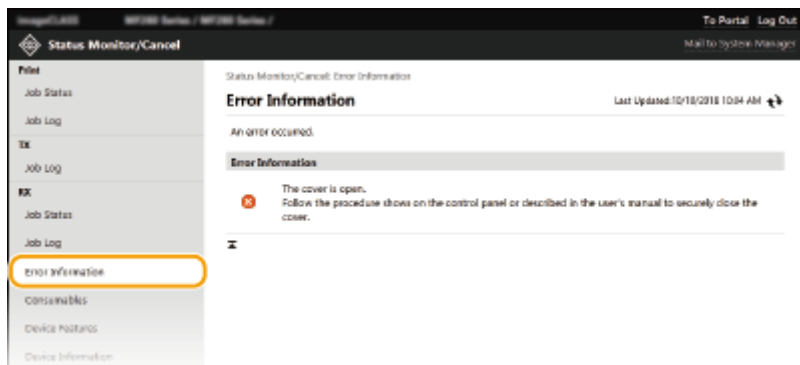 To Portal Log Out
Status Monitor/Cancel
Mail to System Manager
Print
Job Status
Job Log
TX
Job Log
RX
Job Status
Job Log
Error Information
Consumables
Device Features
Device Information
Status Monitor/Cancel: Error Information
Error Information
Last Updated:10/18/2018 10:04 AM
An error occurred.
Error Information
The cover is open.
Follow the procedure shown on the control panel or described in the user's manual to securely close the
cover.